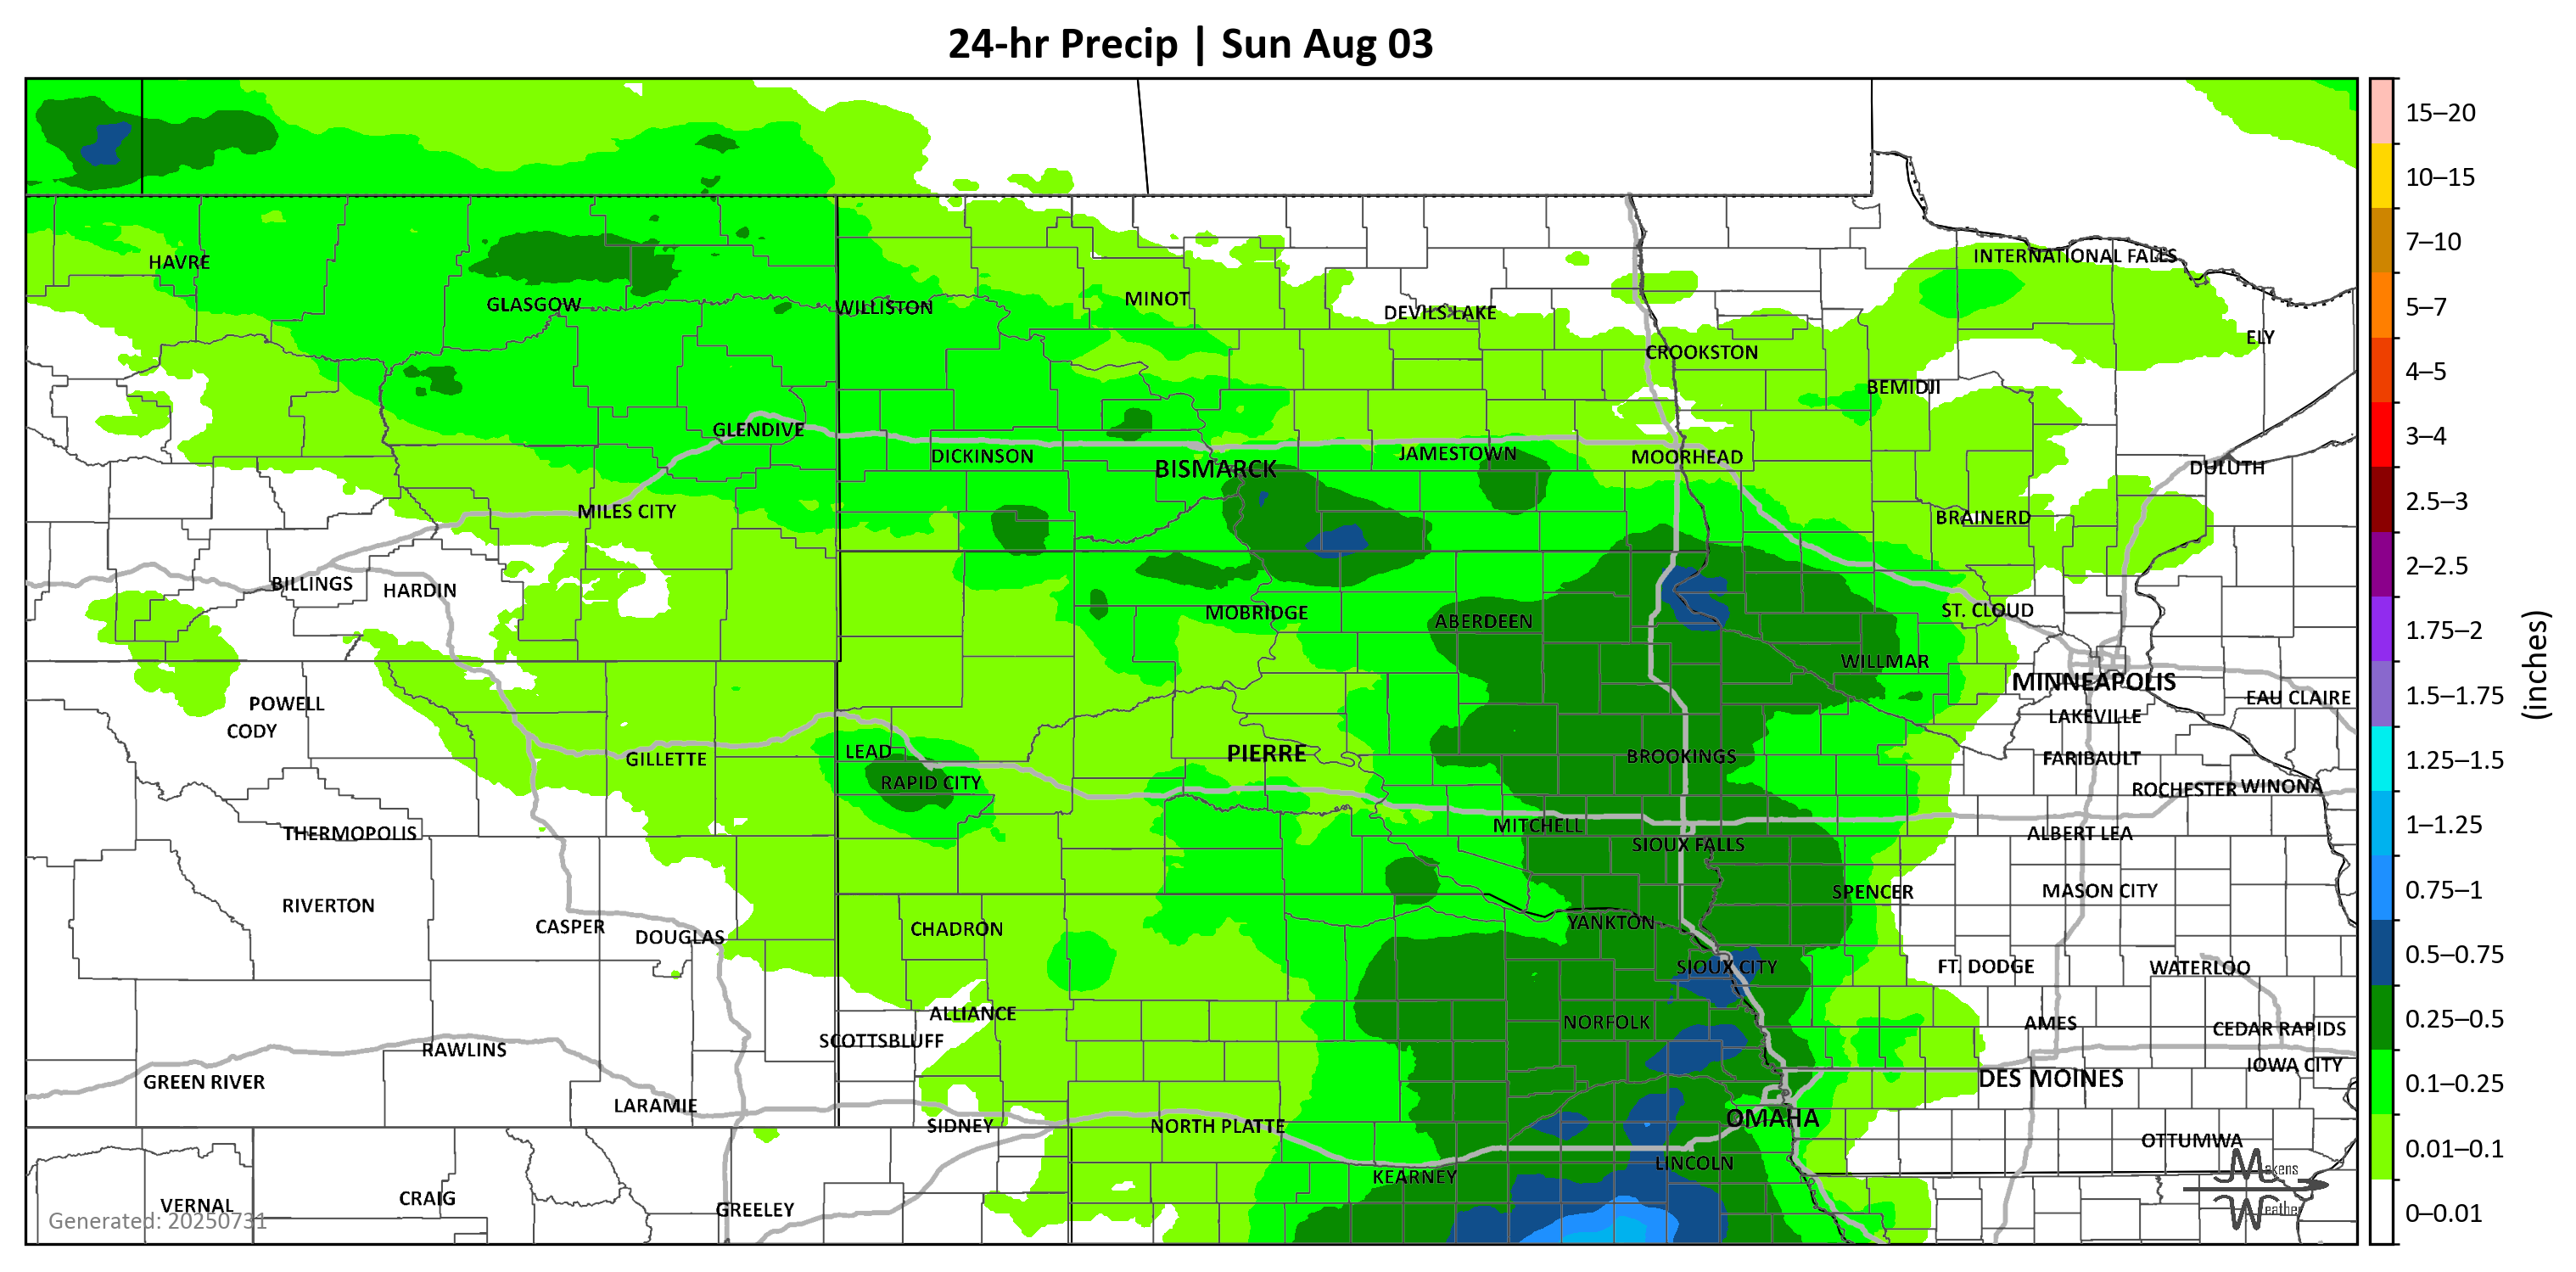 24-hr Precip | Sun Aug 03
15–20
10–15
7–10
5–7
4–5
3–4
2.5–3
2–2.5
1.75–2
1.5–1.75
1.25–1.5
1–1.25
0.75–1
0.5–0.75
0.25–0.5
0.1–0.25
0.01–0.1
0–0.01
(inches)
INTERNATIONAL FALLS
HAVRE
GLASGOW
WILLISTON
MINOT
DEVILS LAKE
ELY
CROOKSTON
BEMIDJI
GLENDIVE
DICKINSON
BISMARCK
JAMESTOWN
MOORHEAD
DULUTH
MILES CITY
BRAINERD
BILLINGS
HARDIN
MOBRIDGE
ABERDEEN
ST. CLOUD
WILLMAR
MINNEAPOLIS
EAU CLAIRE
POWELL
CODY
LAKEVILLE
GILLETTE
LEAD
PIERRE
BROOKINGS
FARIBAULT
RAPID CITY
ROCHESTER
WINONA
THERMOPOLIS
MITCHELL
SIOUX FALLS
ALBERT LEA
RIVERTON
SPENCER
MASON CITY
CASPER
DOUGLAS
CHADRON
YANKTON
SIOUX CITY
FT. DODGE
WATERLOO
ALLIANCE
NORFOLK
AMES
CEDAR RAPIDS
SCOTTSBLUFF
RAWLINS
IOWA CITY
GREEN RIVER
DES MOINES
LARAMIE
OMAHA
SIDNEY
NORTH PLATTE
OTTUMWA
LINCOLN
KEARNEY
VERNAL
CRAIG
GREELEY
Generated: 20250731
Makens
Weather